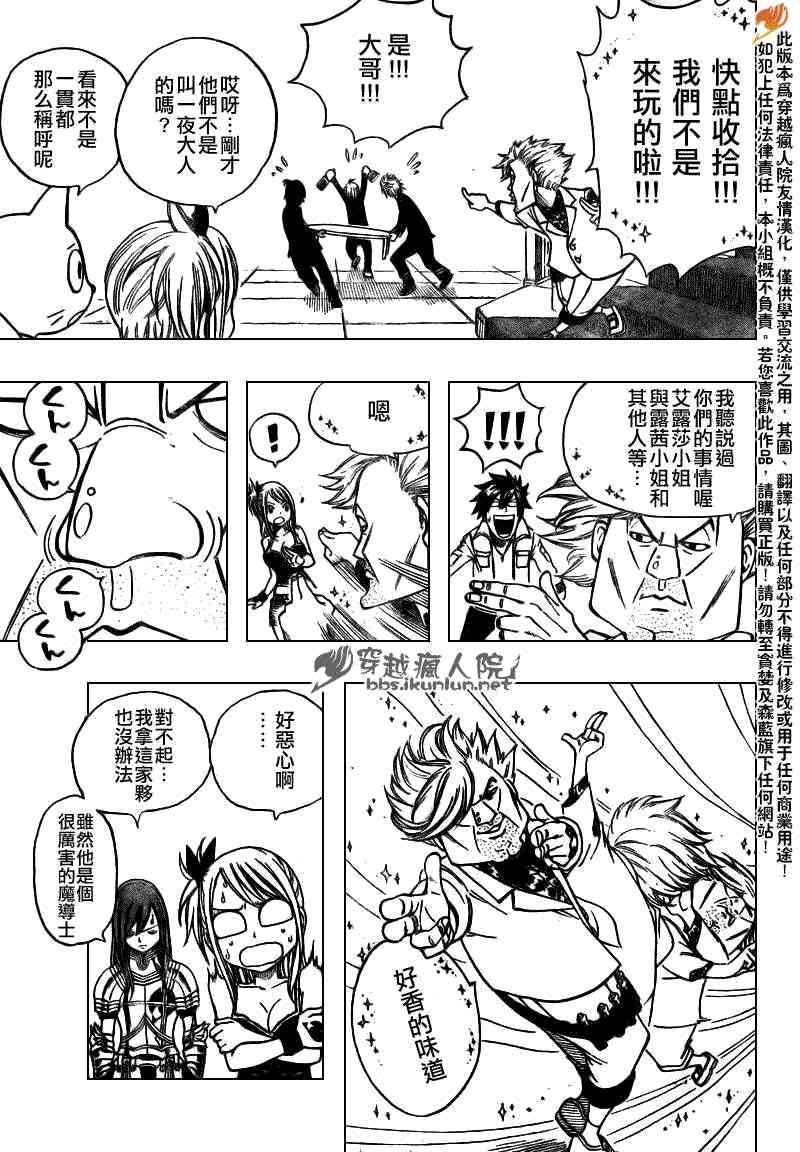 快點收拾!!!
我們不是
來玩的啦!!!
是!!!
大哥!!!
哎呀…剛才
他們不是
叫一夜大人
的嗎?
看來不是
一貫都
那么稱呼呢
我聽說過
你們的事情喔
艾露莎小姐
與露茜小姐和
其他人等…
!!!
嗯
!
くん
くん
くん
くん
好香的味道
好惡心啊
……
對不起…
我拿這家夥
也沒辦法
雖然他是個
很厲害的魔導士
穿越瘋人院
bbs.ikunlun.net
此版本爲穿越瘋人院友情漢化，僅供學習交流之用，其圖、翻譯以及任何部分不得進行修改或用于任何商業用途！
如犯上任何法律責任，本小組概不負責。若您喜歡此作品，請購買正版！請勿轉至貪婪及森藍旗下任何網站！